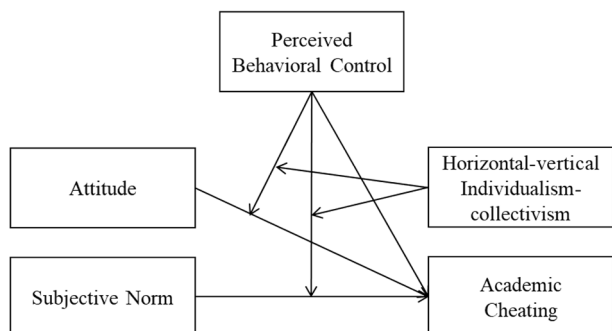 Perceived
Behavioral Control
Attitude
Horizontal-vertical
Individualism-
collectivism
Subjective Norm
Academic
Cheating